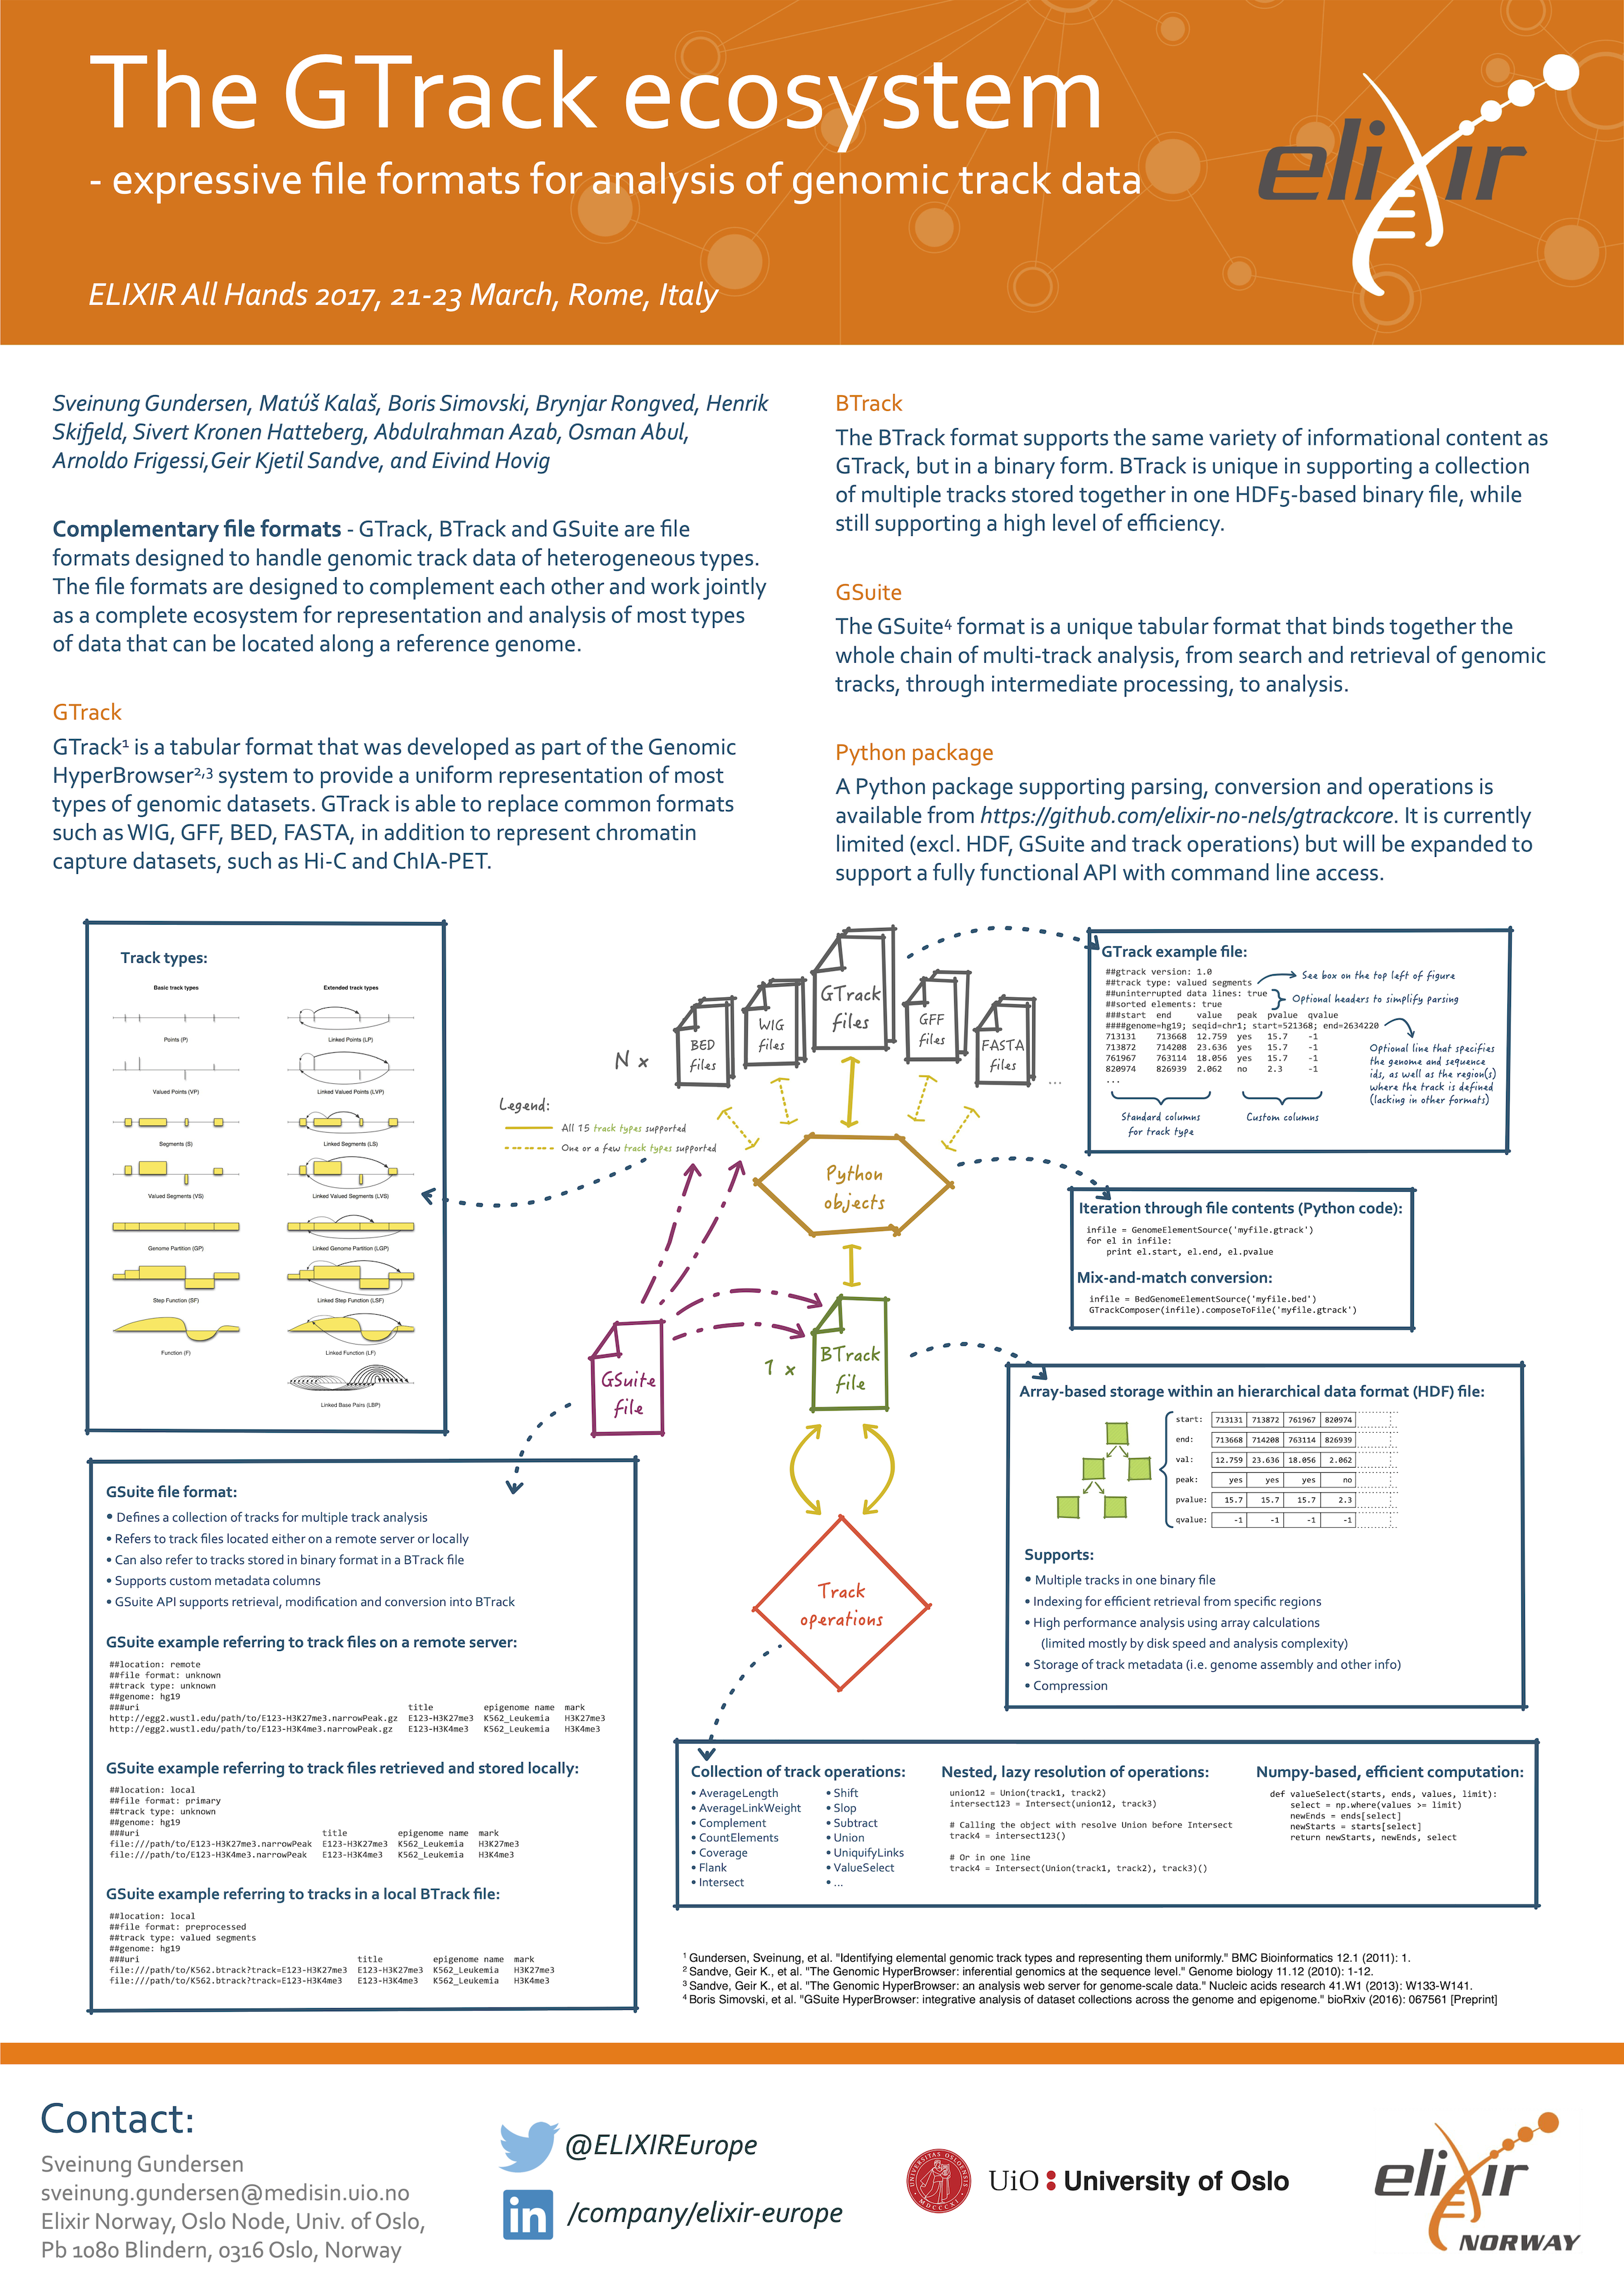 The GTrack ecosystem
- expressive file formats for analysis of genomic track data
elixir
ELIXIR All Hands 2017, 21-23 March, Rome, Italy
Sveinung Gundersen, Matúš Kalaš, Boris Simovski, Brynjar Rongved, Henrik
Skifjeld, Sivert Kronen Hatteberg, Abdulrahman Azab, Osman Abul,
Arnoldo Frigessi,Geir Kjetil Sandve, and Eivind Hovig
Complementary file formats - GTrack, BTrack and GSuite are file
formats designed to handle genomic track data of heterogeneous types.
The file formats are designed to complement each other and work jointly
as a complete ecosystem for representation and analysis of most types
of data that can be located along a reference genome.
GTrack
GTrack¹ is a tabular format that was developed as part of the Genomic
HyperBrowser²,³ system to provide a uniform representation of most
types of genomic datasets. GTrack is able to replace common formats
such as WIG, GFF, BED, FASTA, in addition to represent chromatin
capture datasets, such as Hi-C and ChIA-PET.
BTrack
The BTrack format supports the same variety of informational content as
GTrack, but in a binary form. BTrack is unique in supporting a collection
of multiple tracks stored together in one HDF5-based binary file, while
still supporting a high level of efficiency.
GSuite
The GSuite⁴ format is a unique tabular format that binds together the
whole chain of multi-track analysis, from search and retrieval of genomic
tracks, through intermediate processing, to analysis.
Python package
A Python package supporting parsing, conversion and operations is
available from https://github.com/elixir-no-nels/gtrackcore. It is currently
limited (excl. HDF, GSuite and track operations) but will be expanded to
support a fully functional API with command line access.
Track types:
Basic track types Extended track types
Points (P) Linked Points (LP)
Valued Points (VP) Linked Valued Points (LVP)
Segments (S) Linked Segments (LS)
Valued Segments (VS) Linked Valued Segments (LVS)
Genome Partition (GP) Linked Genome Partition (LGP)
Step Function (SF) Linked Step Function (LSF)
Function (F) Linked Function (LF)
Linked Base Pairs (LBP)
N x
BED
files
WIG
files
GTrack
files
GFF
files
FASTA
files
...
Legend:
All 15 track types supported
One or a few track types supported
Python
objects
GSuite
file
1 x
BTrack
file
Track
operations
GTrack example file:
##gtrack version: 1.0
##track type: valued segments
##uninterrupted data lines: true
##sorted elements: true
###start end value peak pvalue qvalue
####genome=hg19; seqid=chr1; start=521368; end=2634220
713131 713668 12.759 yes 15.7 -1
713872 714208 23.636 yes 15.7 -1
761967 763114 18.056 yes 15.7 -1
820974 826939 2.062 no 2.3 -1
...
See box on the top left of figure
Optional headers to simplify parsing
Optional line that specifies
the genome and sequence
ids, as well as the region(s)
where the track is defined
(lacking in other formats)
Standard columns
for track type
Custom columns
Iteration through file contents (Python code):
infile = GenomeElementSource('myfile.gtrack')
for el in infile:
print el.start, el.end, el.pvalue
Mix-and-match conversion:
infile = BedGenomeElementSource('myfile.bed')
GTrackComposer(infile).composeToFile('myfile.gtrack')
Array-based storage within an hierarchical data format (HDF) file:
start: 713131 713872 761967 820974
end: 713668 714208 763114 826939
val: 12.759 23.636 18.056 2.062
peak: yes yes yes no
pvalue: 15.7 15.7 15.7 2.3
qvalue: -1 -1 -1 -1
Supports:
• Multiple tracks in one binary file
• Indexing for efficient retrieval from specific regions
• High performance analysis using array calculations
(limited mostly by disk speed and analysis complexity)
• Storage of track metadata (i.e. genome assembly and other info)
• Compression
GSuite file format:
• Defines a collection of tracks for multiple track analysis
• Refers to track files located either on a remote server or locally
• Can also refer to tracks stored in binary format in a BTrack file
• Supports custom metadata columns
• GSuite API supports retrieval, modification and conversion into BTrack
GSuite example referring to track files on a remote server:
##location: remote
##file format: unknown
##track type: unknown
##genome: hg19
###uri title epigenome name mark
http://egg2.wustl.edu/path/to/E123-H3K27me3.narrowPeak.gz E123-H3K27me3 K562_Leukemia H3K27me3
http://egg2.wustl.edu/path/to/E123-H3K4me3.narrowPeak.gz E123-H3K4me3 K562_Leukemia H3K4me3
GSuite example referring to track files retrieved and stored locally:
##location: local
##file format: primary
##track type: unknown
##genome: hg19
###uri title epigenome name mark
file:///path/to/E123-H3K27me3.narrowPeak E123-H3K27me3 K562_Leukemia H3K27me3
file:///path/to/E123-H3K4me3.narrowPeak E123-H3K4me3 K562_Leukemia H3K4me3
GSuite example referring to tracks in a local BTrack file:
##location: local
##file format: preprocessed
##track type: valued segments
##genome: hg19
###uri title epigenome name mark
file:///path/to/K562.btrack?track=E123-H3K27me3 E123-H3K27me3 K562_Leukemia H3K27me3
file:///path/to/K562.btrack?track=E123-H3K4me3 E123-H3K4me3 K562_Leukemia H3K4me3
Collection of track operations:
• AverageLength
• AverageLinkWeight
• Complement
• CountElements
• Coverage
• Flank
• Intersect
• Shift
• Slop
• Subtract
• Union
• UniquifyLinks
• ValueSelect
• ...
Nested, lazy resolution of operations:
union12 = Union(track1, track2)
intersect123 = Intersect(union12, track3)
# Calling the object with resolve Union before Intersect
track4 = intersect123()
# Or in one line
track4 = Intersect(Union(track1, track2), track3)()
Numpy-based, efficient computation:
def valueSelect(starts, ends, values, limit):
select = np.where(values >= limit)
newEnds = ends[select]
newStarts = starts[select]
return newStarts, newEnds, select
¹ Gundersen, Sveinung, et al. "Identifying elemental genomic track types and representing them uniformly." BMC Bioinformatics 12.1 (2011): 1.
² Sandve, Geir K., et al. "The Genomic HyperBrowser: inferential genomics at the sequence level." Genome biology 11.12 (2010): 1-12.
³ Sandve, Geir K., et al. "The Genomic HyperBrowser: an analysis web server for genome-scale data." Nucleic acids research 41.W1 (2013): W133-W141.
⁴ Boris Simovski, et al. "GSuite HyperBrowser: integrative analysis of dataset collections across the genome and epigenome." bioRxiv (2016): 067561 [Preprint]
Contact:
Sveinung Gundersen
sveinung.gundersen@medisin.uio.no
Elixir Norway, Oslo Node, Univ. of Oslo,
Pb 1080 Blindern, 0316 Oslo, Norway
@ELIXIREurope
in /company/elixir-europe
UNIVERSITAS OSLOENSIS
MDCCCXI
UiO : University of Oslo
elixir
NORWAY